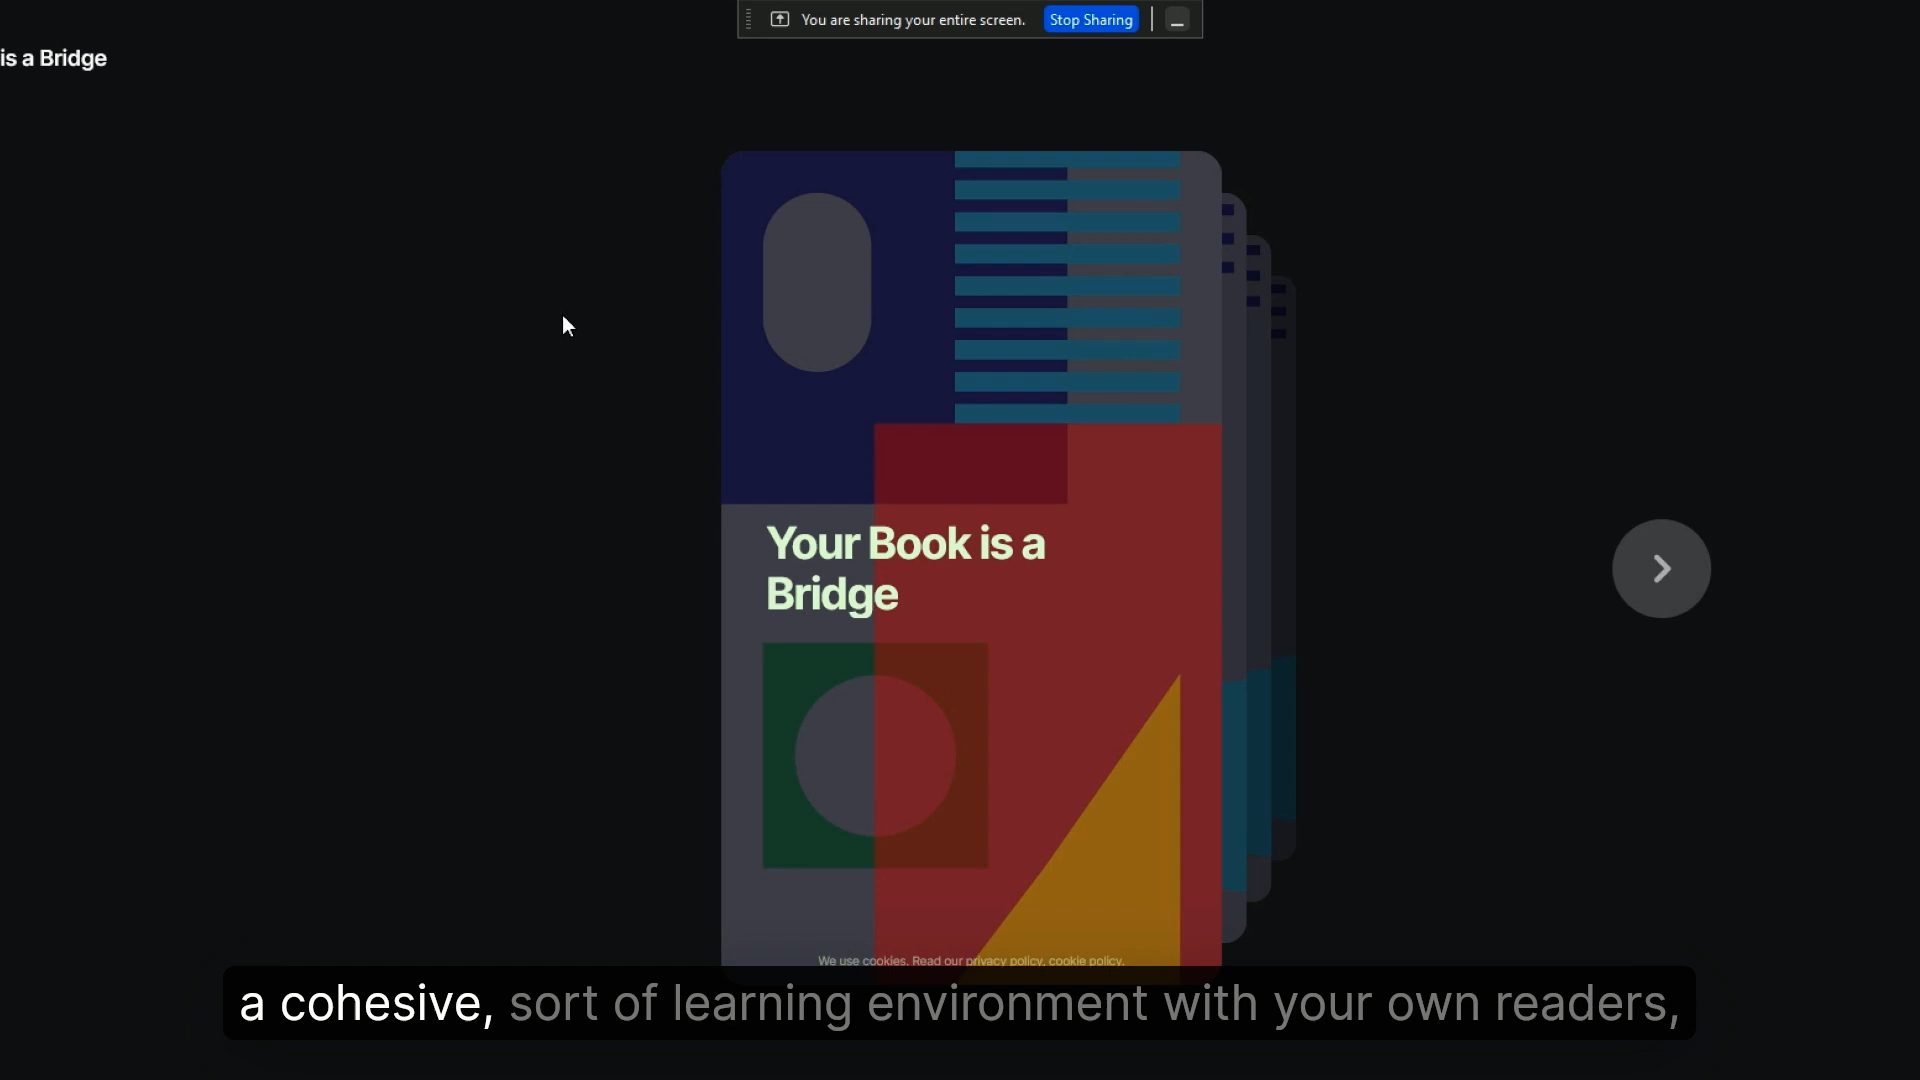 You are sharing your entire screen. Stop Sharing
is a Bridge
Your Book is a
Bridge
We use cookies. Read our privacy policy, cookie policy.
a cohesive, sort of learning environment with your own readers,